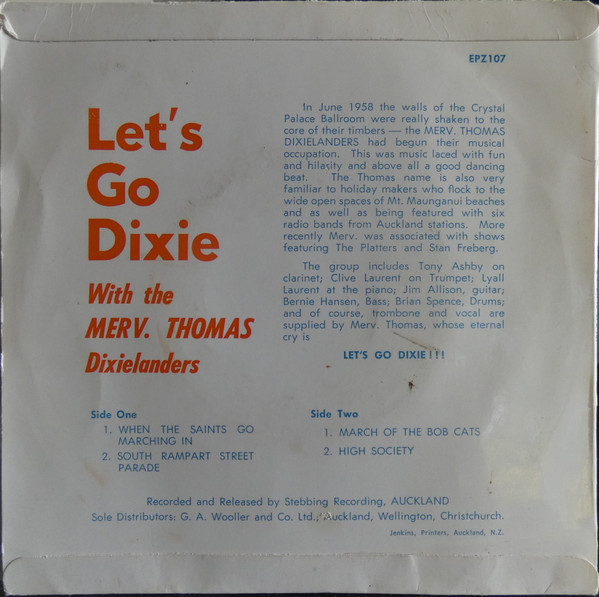 EPZ107
Let's
Go
Dixie
With the
MERV. THOMAS
Dixielanders
In June 1958 the walls of the Crystal
Palace Ballroom were really shaken to the
core of their timbers — the MERV. THOMAS
DIXIELANDERS had begun their musical
occupation. This was music laced with fun
and hilasity and above all a good dancing
beat. The Thomas name is also very
familiar to holiday makers who flock to the
wide open spaces of Mt. Maunganui beaches
and as well as being featured with six
radio bands from Auckland stations. More
recently Merv. was associated with shows
featuring The Platters and Stan Freberg.
The group includes Tony Ashby on
clarinet; Clive Laurent on Trumpet; Lyall
Laurent at the piano; Jim Allison, guitar;
Bernie Hansen, Bass; Brian Spence, Drums;
and of course, trombone and vocal are
supplied by Merv. Thomas, whose eternal
cry is
LET'S GO DIXIE!!!
Side One
1. WHEN THE SAINTS GO
MARCHING IN
2. SOUTH RAMPART STREET
PARADE
Side Two
1. MARCH OF THE BOB CATS
2. HIGH SOCIETY
Recorded and Released by Stebbing Recording, AUCKLAND
Sole Distributors: G. A. Wooller and Co. Ltd., Auckland, Wellington, Christchurch.
Jenkins, Printers, Auckland, N.Z.